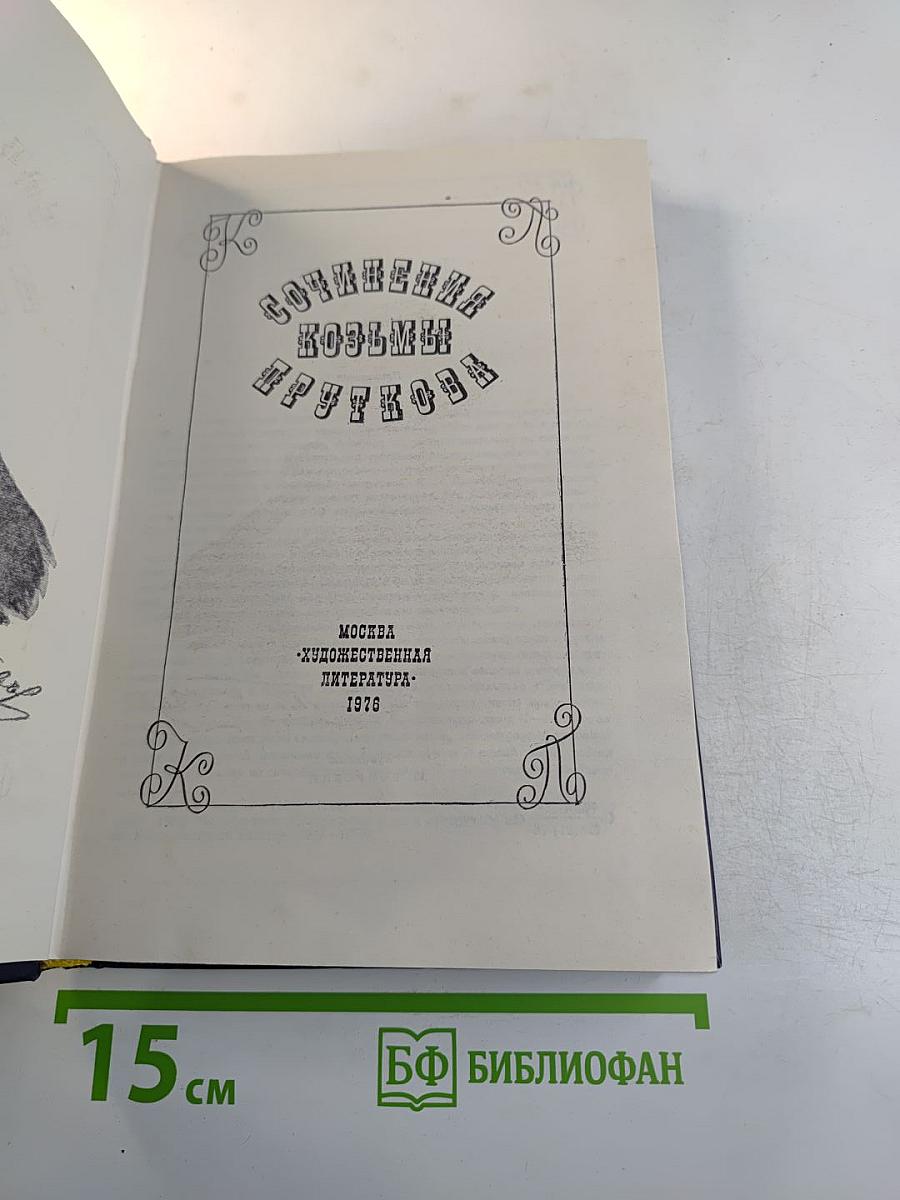 К П
СОЧИНЕНИЯ
КОЗЬМЫ
ПРУТКОВА
МОСКВА
·ХУДОЖЕСТВЕННАЯ
ЛИТЕРАТУРА·
1976
К П
15 см
БФ БИБЛИОФАН